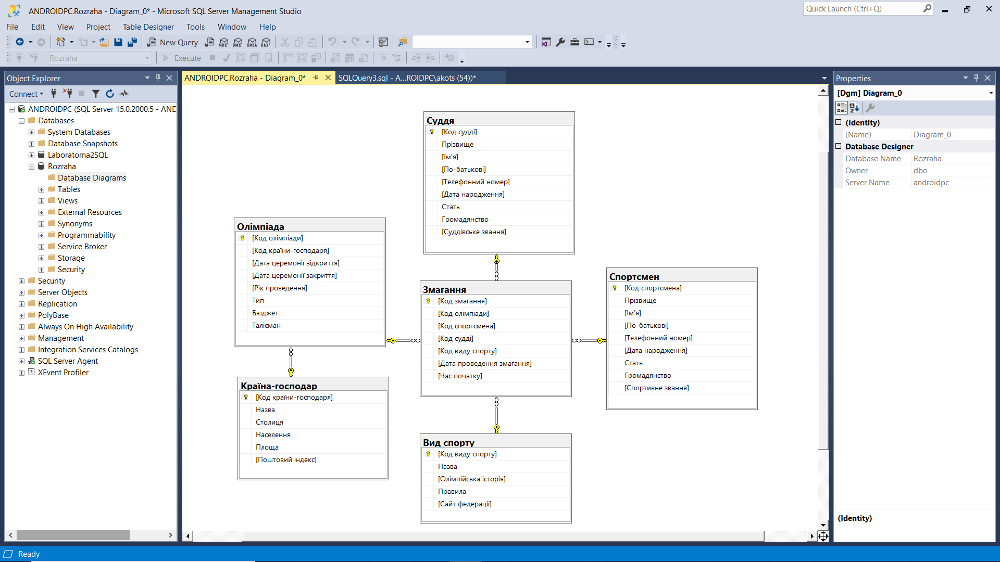 ANDROIDPC.Rozraha - Diagram_0* - Microsoft SQL Server Management Studio
Quick Launch (Ctrl+Q)
File Edit View Project Table Designer Tools Window Help
New Query MDX DMX XMLA DAX
Rozraha Execute
Object Explorer
Connect
ANDROIDPC (SQL Server 15.0.2000.5 - AND
Databases
System Databases
Database Snapshots
Laboratorna2SQL
Rozraha
Database Diagrams
Tables
Views
External Resources
Synonyms
Programmability
Service Broker
Storage
Security
Security
Server Objects
Replication
PolyBase
Always On High Availability
Management
Integration Services Catalogs
SQL Server Agent
XEvent Profiler
ANDROIDPC.Rozraha - Diagram_0*
SQLQuery3.sql - A...ROIDPC\akots (54))*
Суддя
[Код судді]
Прізвище
[Ім'я]
[По-батькові]
[Телефонний номер]
[Дата народження]
Стать
Громадянство
[Суддівське звання]
Олімпіада
[Код олімпіади]
[Код країни-господаря]
[Дата церемонії відкриття]
[Дата церемонії закриття]
[Рік проведення]
Тип
Бюджет
Талісман
Змагання
[Код змагання]
[Код олімпіади]
[Код спортсмена]
[Код судді]
[Код виду спорту]
[Дата проведення змагання]
[Час початку]
Спортсмен
[Код спортсмена]
Прізвище
[Ім'я]
[По-батькові]
[Телефонний номер]
[Дата народження]
Стать
Громадянство
[Спортивне звання]
Країна-господар
[Код країни-господаря]
Назва
Столиця
Населення
Площа
[Поштовий індекс]
Вид спорту
[Код виду спорту]
Назва
[Олімпійська історія]
Правила
[Сайт федерації]
Properties
[Dgm] Diagram_0
(Identity)
(Name) Diagram_0
Database Designer
Database Name Rozraha
Owner dbo
Server Name androidpc
(Identity)
Ready